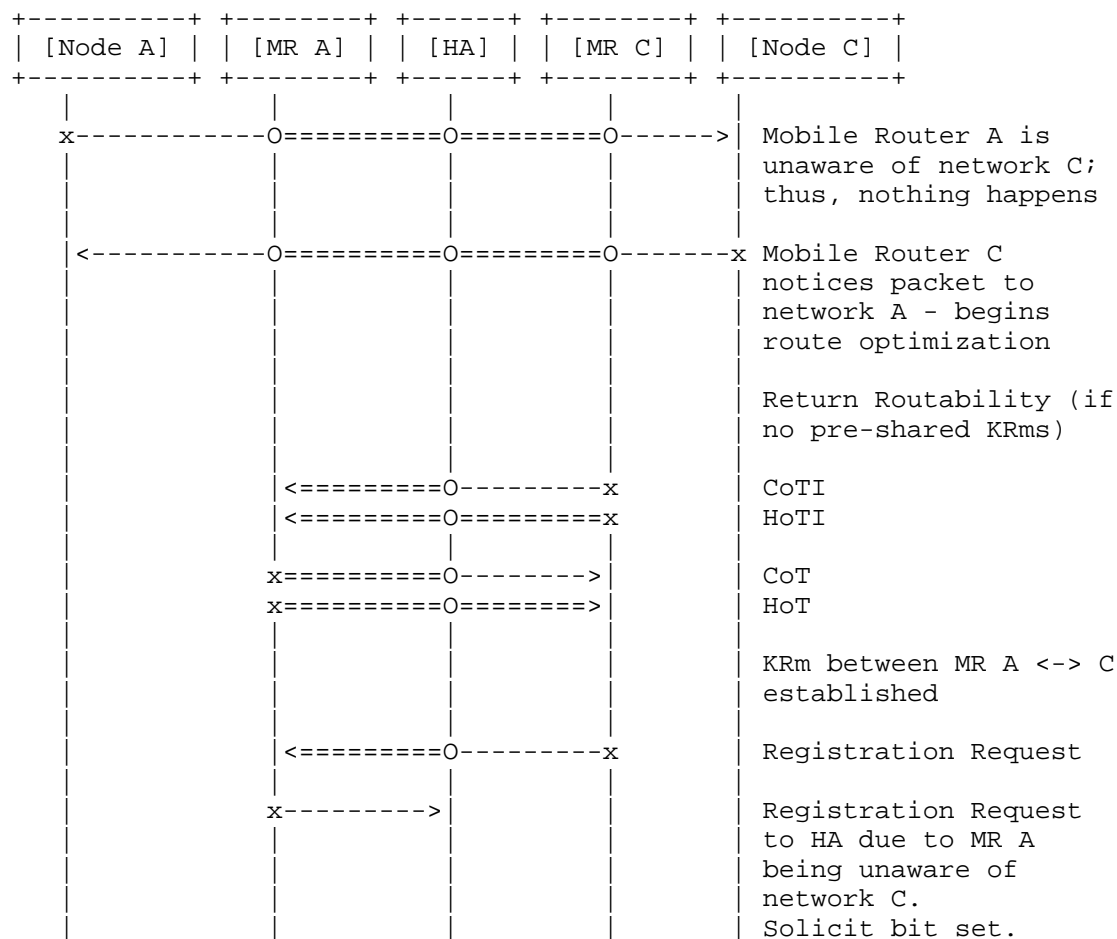 [Node A] [MR A] [HA] [MR C] [Node C]
x------------O==========O=========O------> Mobile Router A is
unaware of network C;
thus, nothing happens
<-----------O==========O=========O-------x Mobile Router C
notices packet to
network A - begins
route optimization
Return Routability (if
no pre-shared KRms)
<=========O---------x CoTI
<=========O=========x HoTI
x==========O--------> CoT
x==========O========> HoT
KRm between MR A <-> C
established
<=========O---------x Registration Request
x---------> Registration Request
to HA due to MR A
being unaware of
network C.
Solicit bit set.